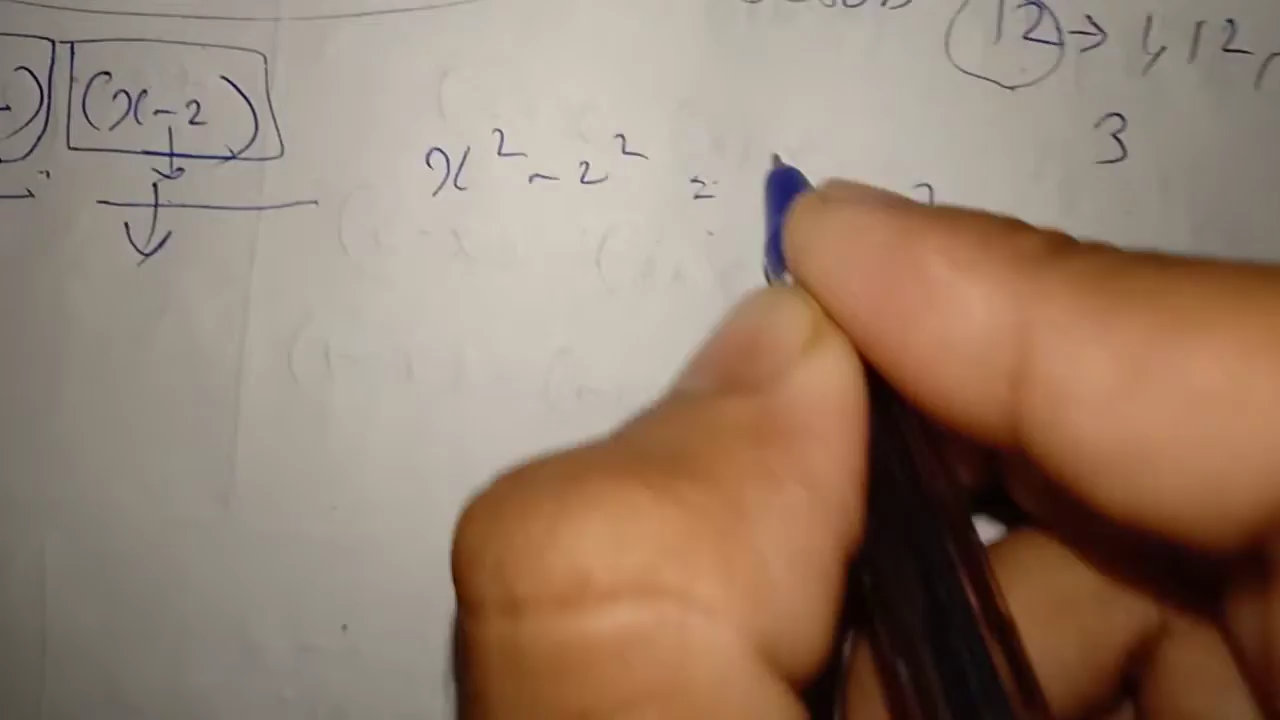 12 → 1, 12,
) (x-2)
3
x² - 2² =